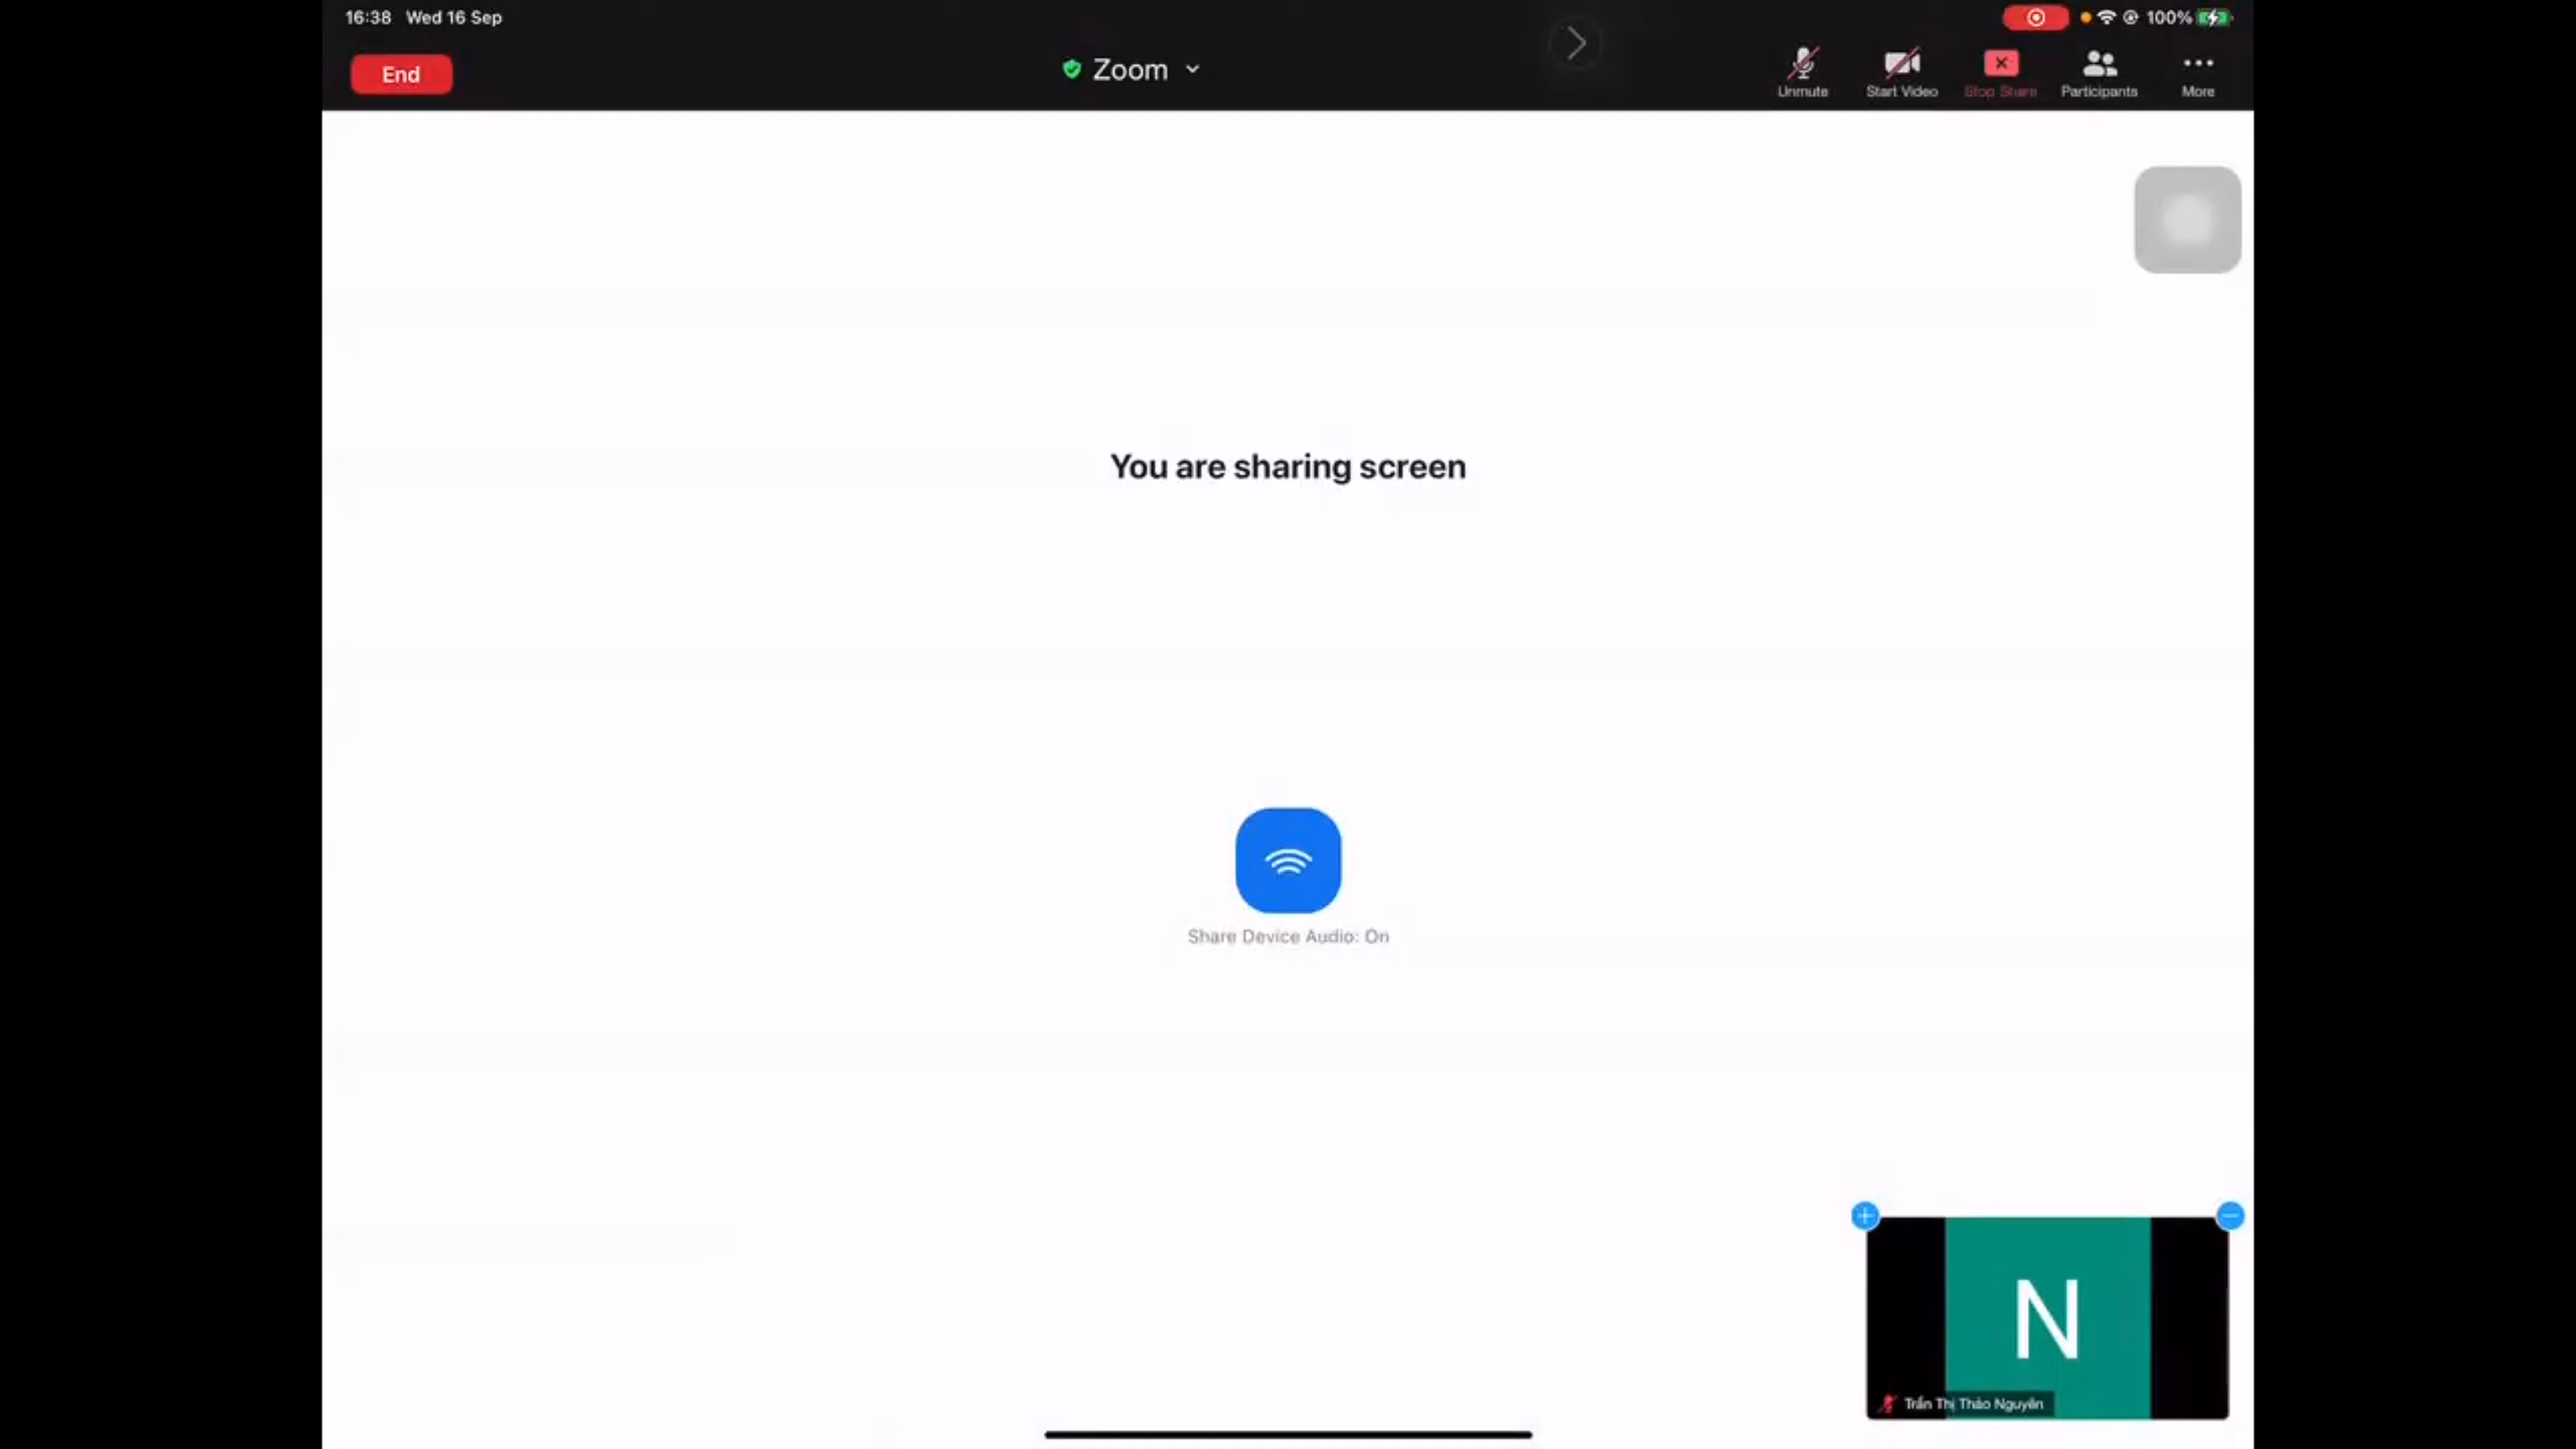 16:38 Wed 16 Sep
100%
End
Zoom
Unmute
Start Video
Stop Share
Participants
More
You are sharing screen
Share Device Audio: On
N
Trần Thị Thảo Nguyên